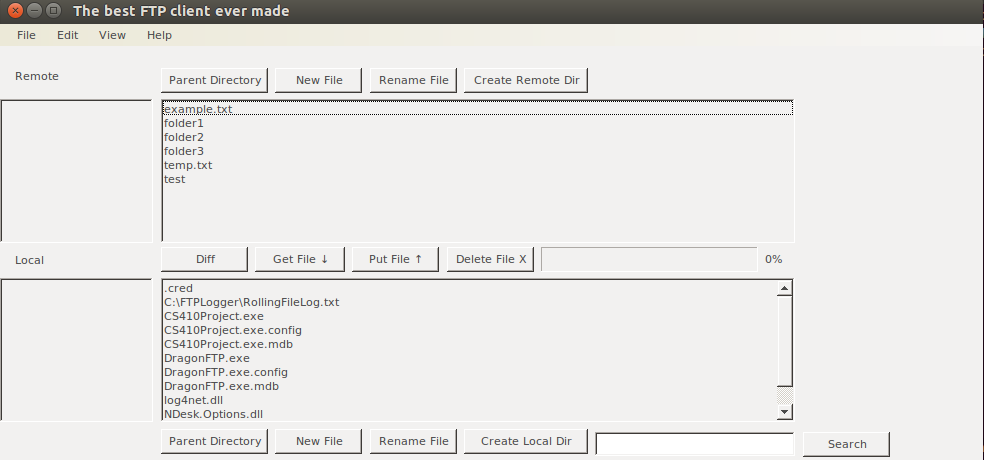 The best FTP client ever made
File Edit View Help
Remote
Parent Directory New File Rename File Create Remote Dir
example.txt
folder1
folder2
folder3
temp.txt
test
Local
Diff Get File ↓ Put File ↑ Delete File X 0%
.cred
C:\FTPLogger\RollingFileLog.txt
CS410Project.exe
CS410Project.exe.config
CS410Project.exe.mdb
DragonFTP.exe
DragonFTP.exe.config
DragonFTP.exe.mdb
log4net.dll
NDesk.Options.dll
Parent Directory New File Rename File Create Local Dir Search